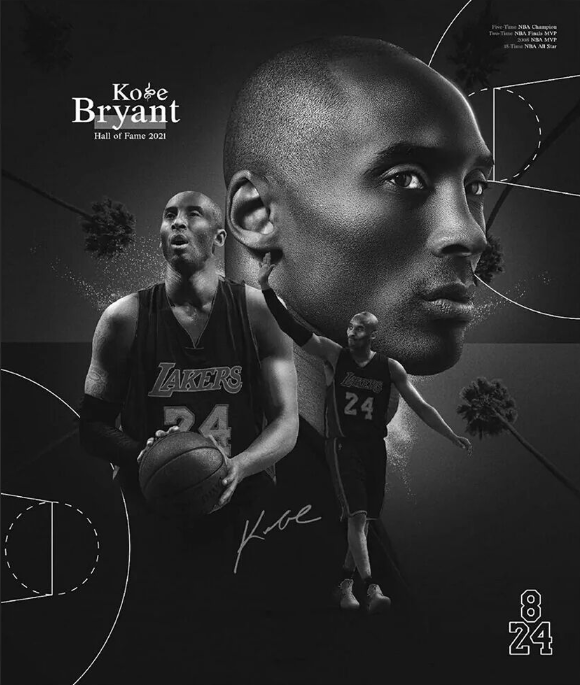 Five-Time NBA Champion
Two-Time NBA Finals MVP
2008 NBA MVP
18-Time NBA All Star
Kobe
Bryant
Hall of Fame 2021
LAKERS
24
LAKERS
24
Kobe
8
24